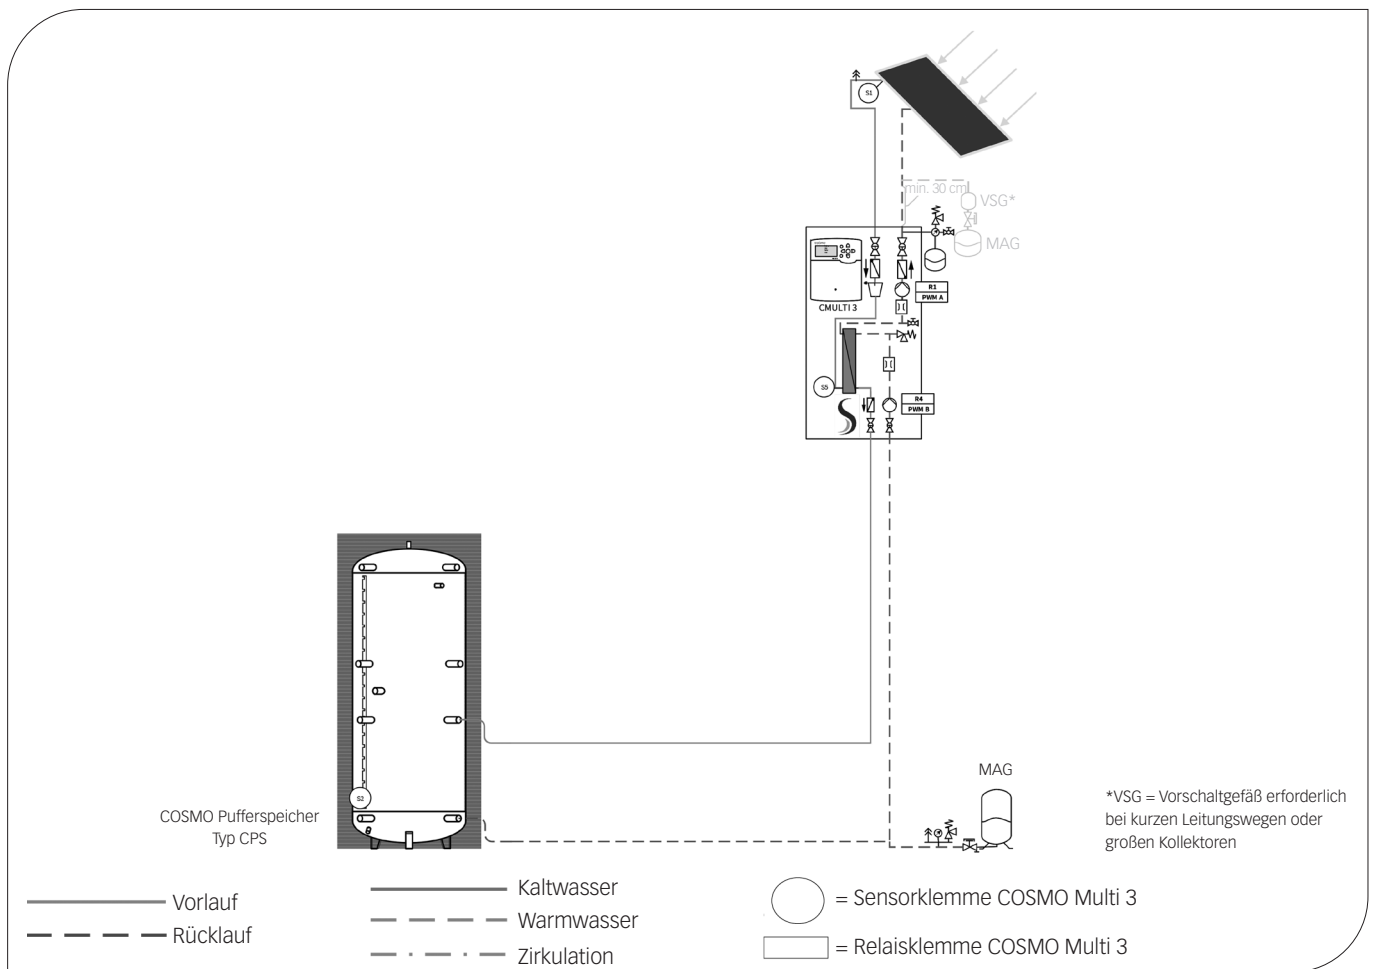 S1
min. 30 cm
VSG*
MAG
R1
PWM A
CMULTI 3
S5
R4
PWM B
MAG
S2
COSMO Pufferspeicher
Typ CPS
*VSG = Vorschaltgefäß erforderlich
bei kurzen Leitungswegen oder
großen Kollektoren
Vorlauf
Rücklauf
Kaltwasser
Warmwasser
Zirkulation
= Sensorklemme COSMO Multi 3
= Relaisklemme COSMO Multi 3